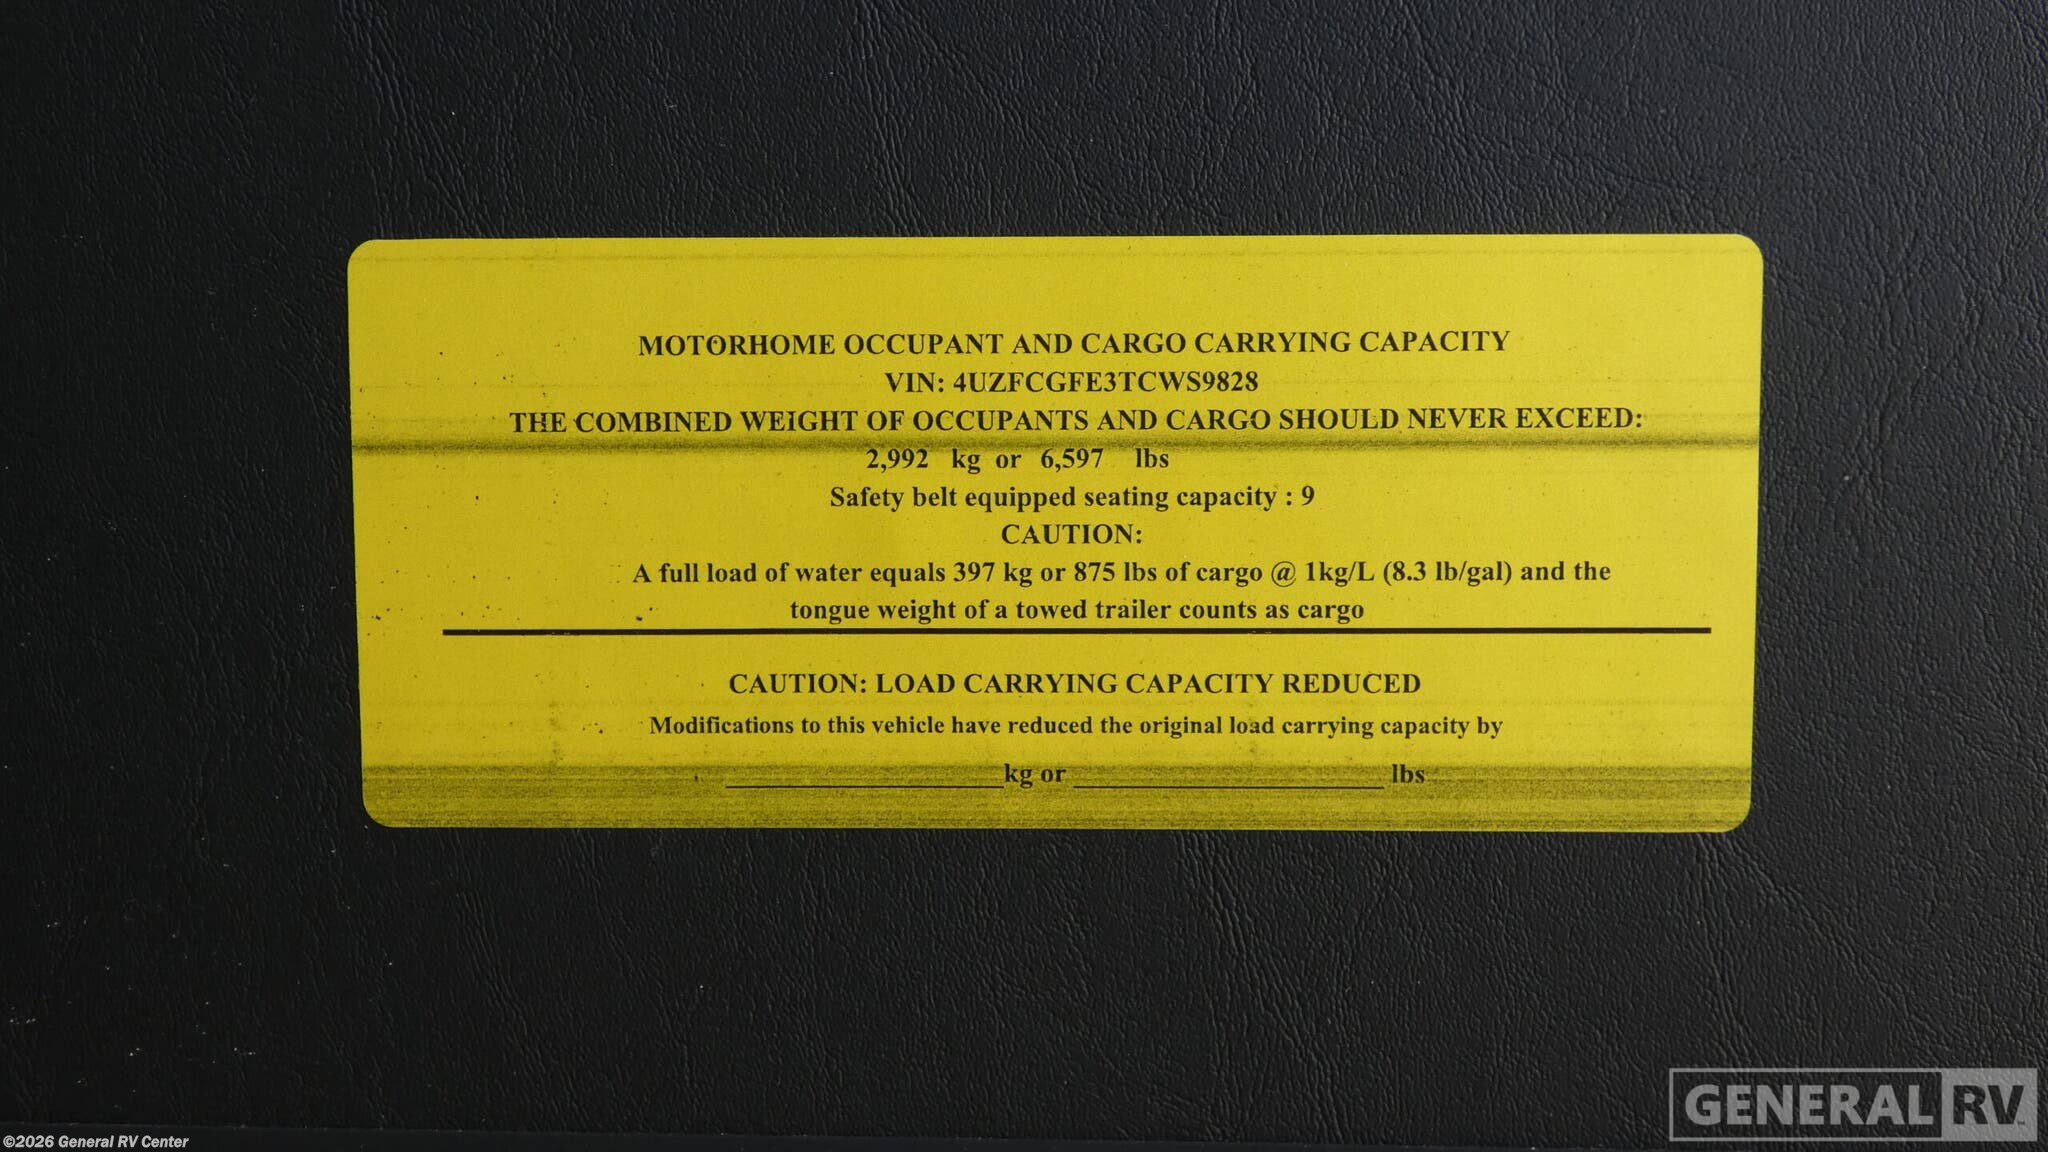 MOTORHOME OCCUPANT AND CARGO CARRYING CAPACITY
VIN: 4UZFCGFE3TCWS9828
THE COMBINED WEIGHT OF OCCUPANTS AND CARGO SHOULD NEVER EXCEED:
2,992 kg or 6,597 lbs
Safety belt equipped seating capacity : 9
CAUTION:
A full load of water equals 397 kg or 875 lbs of cargo @ 1kg/L (8.3 lb/gal) and the
tongue weight of a towed trailer counts as cargo
CAUTION: LOAD CARRYING CAPACITY REDUCED
Modifications to this vehicle have reduced the original load carrying capacity by
____________________kg or______________________ lbs
GENERAL RV
©2026 General RV Center